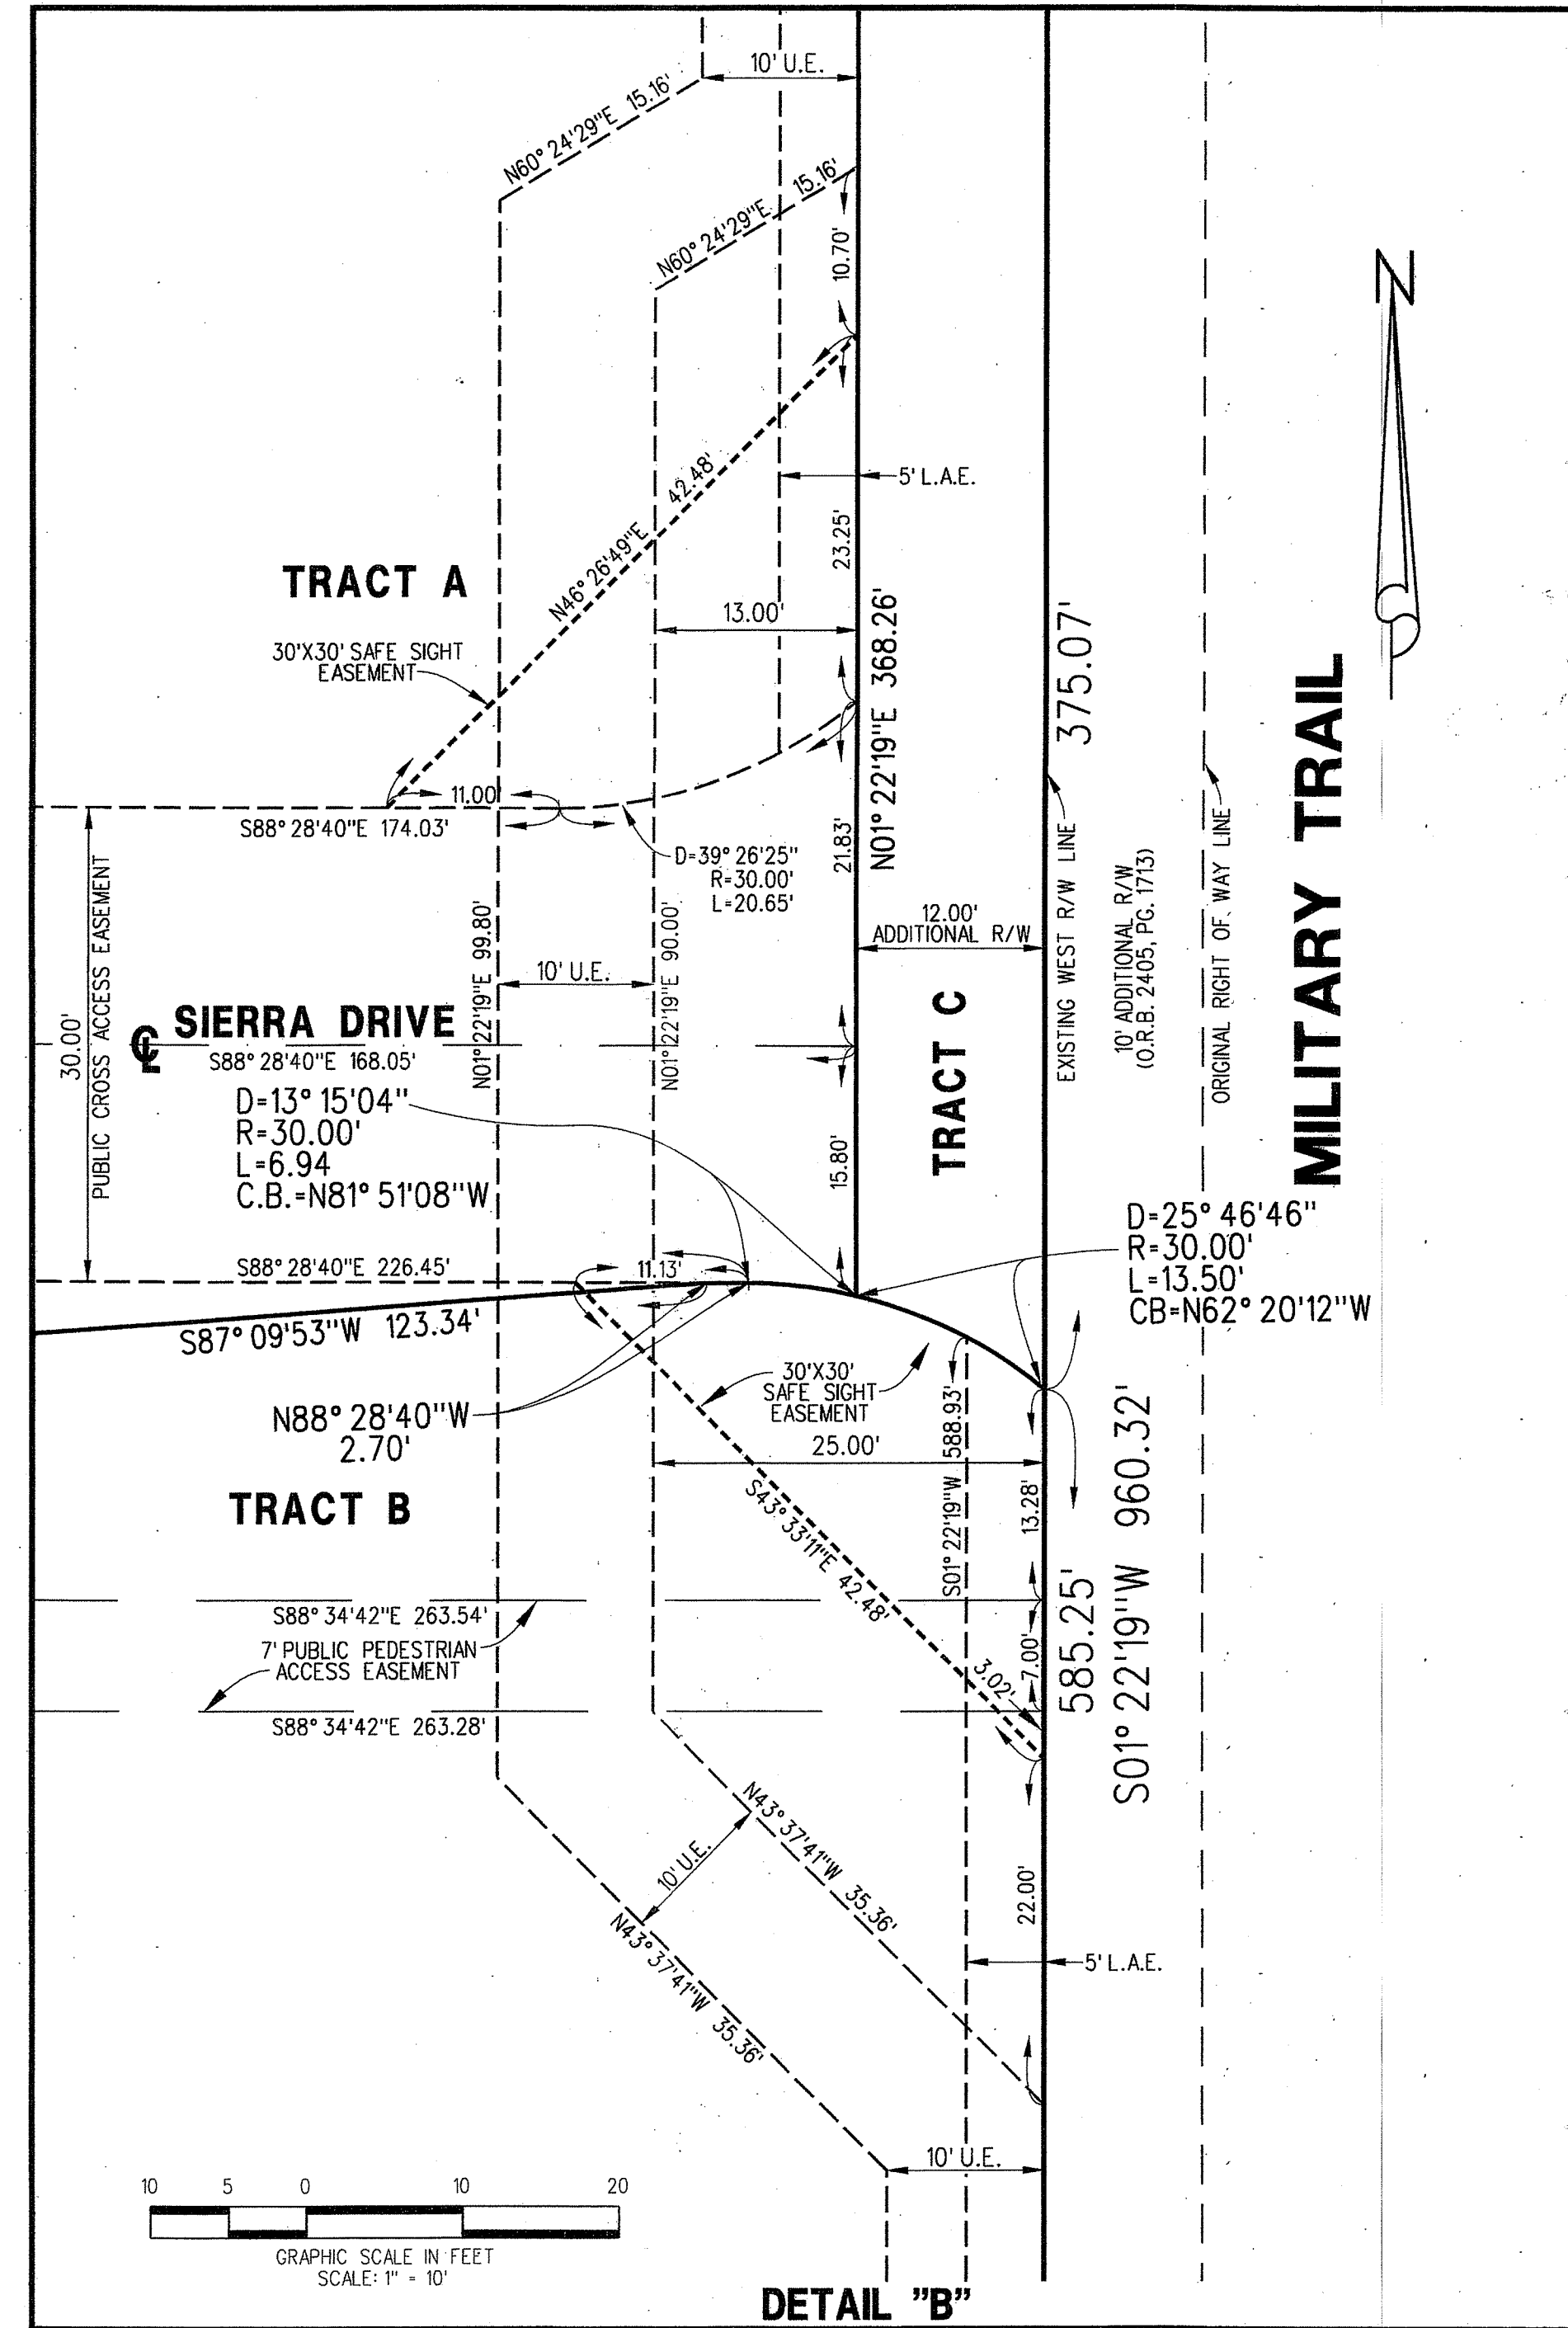 10' U.E.
N60° 24'29"E 15.16'
N60° 24'29"E 15.16'
10.70'
N46° 26'49"E 42.48'
5' L.A.E.
23.25'
TRACT A
13.00'
30'X30' SAFE SIGHT
EASEMENT
N01° 22'19"E 368.26'
375.07'
N
MILITARY TRAIL
11.00
S88° 28'40"E 174.03'
D=39° 26'25"
R=30.00'
L=20.65'
21.83'
EXISTING WEST R/W LINE
10' ADDITIONAL R/W
(O.R.B. 2405, PG. 1713)
ORIGINAL RIGHT OF WAY LINE
30.00'
PUBLIC CROSS ACCESS EASEMENT
N01° 22'19"E 99.80'
10' U.E.
N01° 22'19"E 90.00'
12.00'
ADDITIONAL R/W
TRACT C
CL SIERRA DRIVE
S88° 28'40"E 168.05'
D=13° 15'04"
R=30.00'
L=6.94
C.B.=N81° 51'08"W
15.80'
D=25° 46'46"
R=30.00'
L=13.50'
CB=N62° 20'12"W
S88° 28'40"E 226.45'
11.13'
S87° 09'53"W 123.34'
30'X30'
SAFE SIGHT
EASEMENT
N88° 28'40"W
2.70'
25.00'
S01° 22'19"W 588.93'
S43° 33'11"E 42.48'
13.28'
TRACT B
585.25'
S01° 22'19"W 960.32'
S88° 34'42"E 263.54'
7' PUBLIC PEDESTRIAN
ACCESS EASEMENT
7.00'
3.02'
S88° 34'42"E 263.28'
N43° 37'41"W 35.36'
10' U.E.
N43° 37'41"W 35.36'
22.00'
5' L.A.E.
10' U.E.
10 5 0 10 20
GRAPHIC SCALE IN FEET
SCALE: 1" = 10'
DETAIL "B"